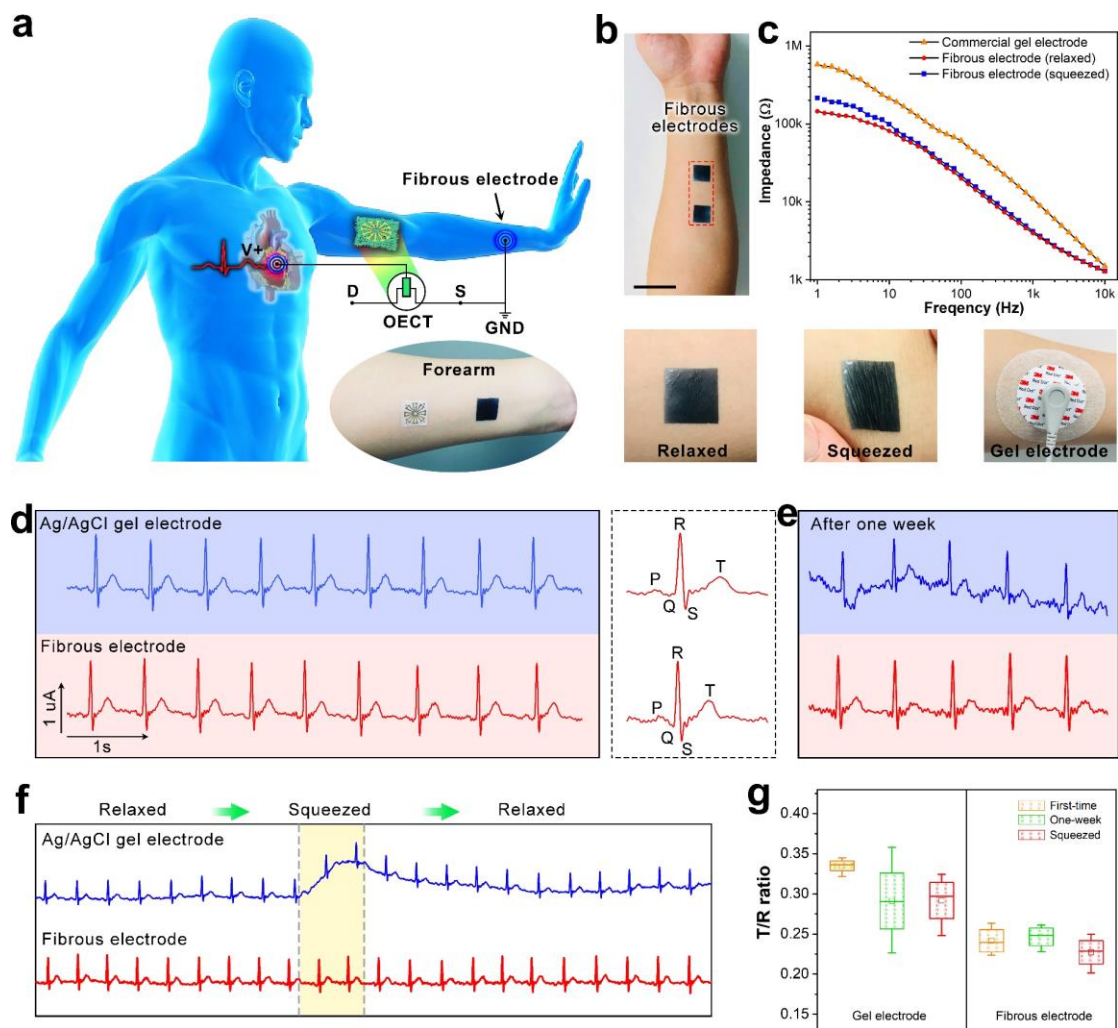 a
Fibrous electrode
V+
D
S
OECT
GND
Forearm
b
Fibrous
electrodes
c
Commercial gel electrode
Fibrous electrode (relaxed)
Fibrous electrode (squeezed)
Impedance (Ω)
1M
100k
10k
1k
1
10
100
1k
10k
Freqency (Hz)
Relaxed
Squeezed
Gel electrode
d
Ag/AgCl gel electrode
Fibrous electrode
1 uA
1s
R
P
T
Q
S
R
P
T
Q
S
e
After one week
f
Relaxed
Squeezed
Relaxed
Ag/AgCl gel electrode
Fibrous electrode
g
T/R ratio
0.40
0.35
0.30
0.25
0.20
0.15
First-time
One-week
Squeezed
Gel electrode
Fibrous electrode